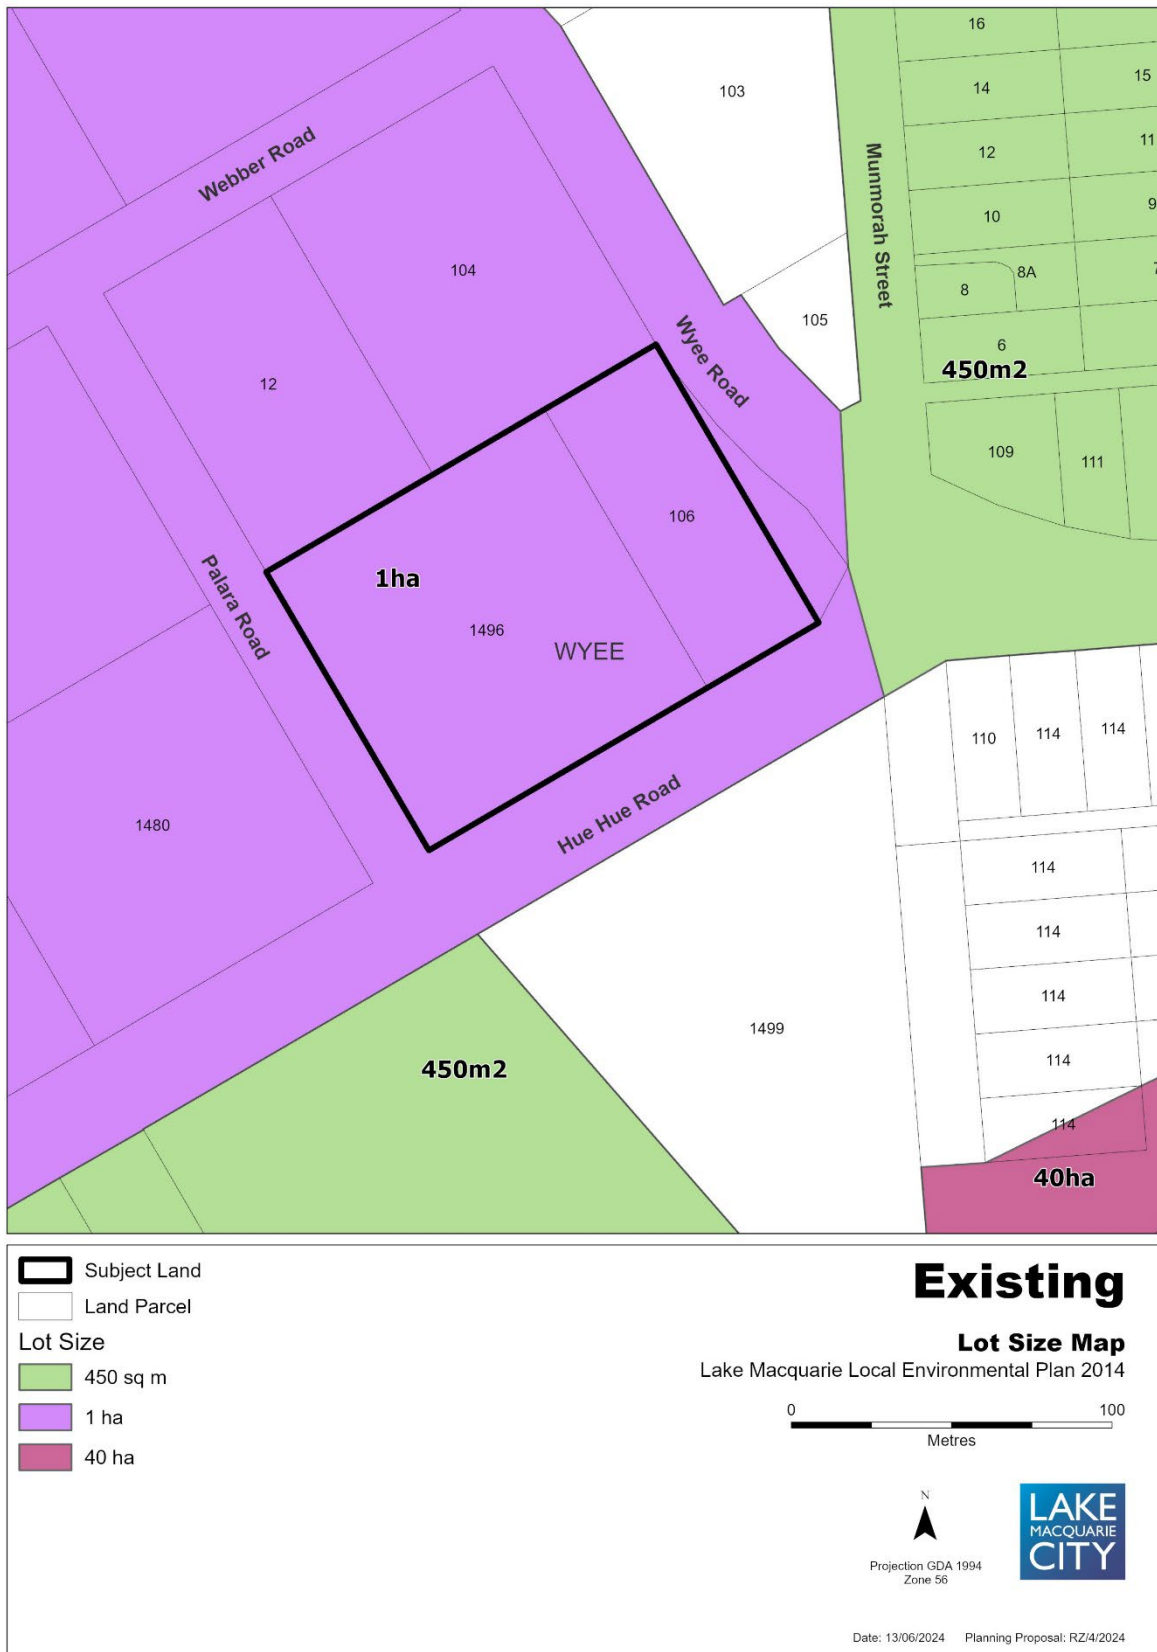 16
103
14
15
Webber Road
12
11
Munmorah Street
10
9
104
8A
8
7
105
6
Wyee Road
450m2
12
109
111
106
1ha
Palara Road
1496
WYEE
110
114
114
Hue Hue Road
1480
114
114
114
1499
114
450m2
114
40ha
Subject Land
Land Parcel
Lot Size
450 sq m
1 ha
40 ha
Existing
Lot Size Map
Lake Macquarie Local Environmental Plan 2014
0 100
Metres
N
Projection GDA 1994
Zone 56
LAKE
MACQUARIE
CITY
Date: 13/06/2024 Planning Proposal: RZ/4/2024